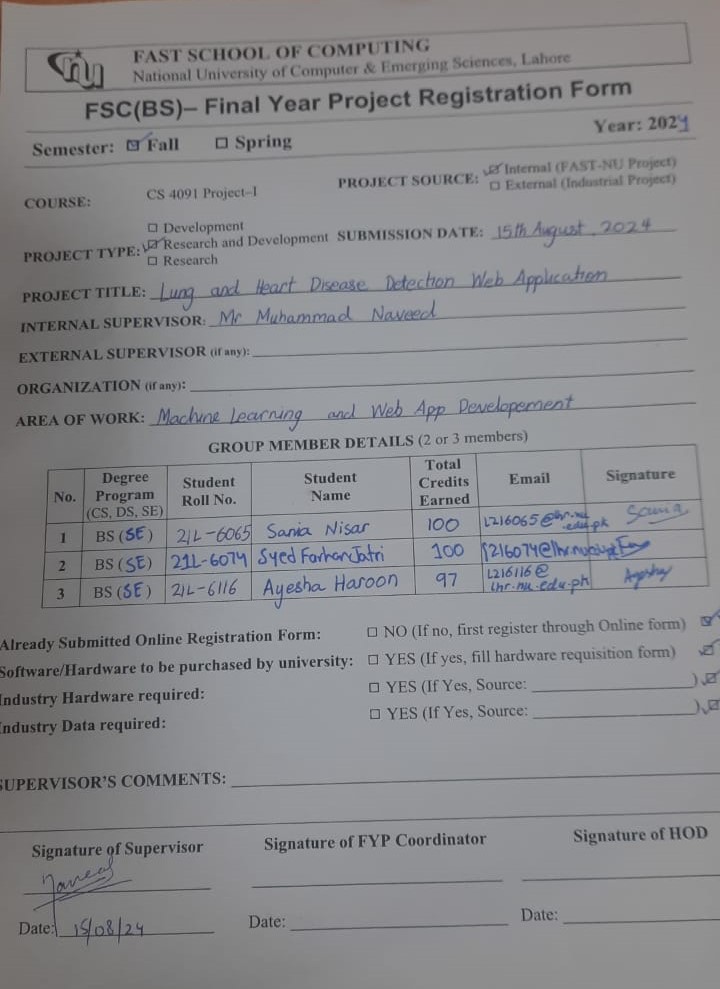 nu
FAST SCHOOL OF COMPUTING
National University of Computer & Emerging Sciences, Lahore
FSC(BS)– Final Year Project Registration Form
Semester: ☑ Fall ☐ Spring Year: 2024
COURSE: CS 4091 Project-I PROJECT SOURCE: ☑ Internal (FAST-NU Project)
☐ External (Industrial Project)
☐ Development
PROJECT TYPE: ☑ Research and Development SUBMISSION DATE: 15th August, 2024
☐ Research
PROJECT TITLE: Lung and Heart Disease Detection Web Application
INTERNAL SUPERVISOR: Mr Muhammad Naveed
EXTERNAL SUPERVISOR (if any):
ORGANIZATION (if any):
AREA OF WORK: Machine Learning and Web App Developement
GROUP MEMBER DETAILS (2 or 3 members)
No. Degree Program (CS, DS, SE) Student Roll No. Student Name Total Credits Earned Email Signature
1 BS (SE) 21L-6065 Sania Nisar 100 L216065@lhr.nu.edu.pk Sania
2 BS (SE) 21L-6074 Syed Farhan Jafri 100
3 BS (SE) 21L-6116 Ayesha Haroon 97 L216116@lhr.nu.edu.pk Ayesha
Already Submitted Online Registration Form: ☐ NO (If no, first register through Online form) ☑
Software/Hardware to be purchased by university: ☐ YES (If yes, fill hardware requisition form) ☑
Industry Hardware required: ☐ YES (If Yes, Source: ) ☑
Industry Data required: ☐ YES (If Yes, Source: ) ☑
SUPERVISOR'S COMMENTS:
Signature of Supervisor Signature of FYP Coordinator Signature of HOD
Naveed
Date: 15/08/24 Date: Date: